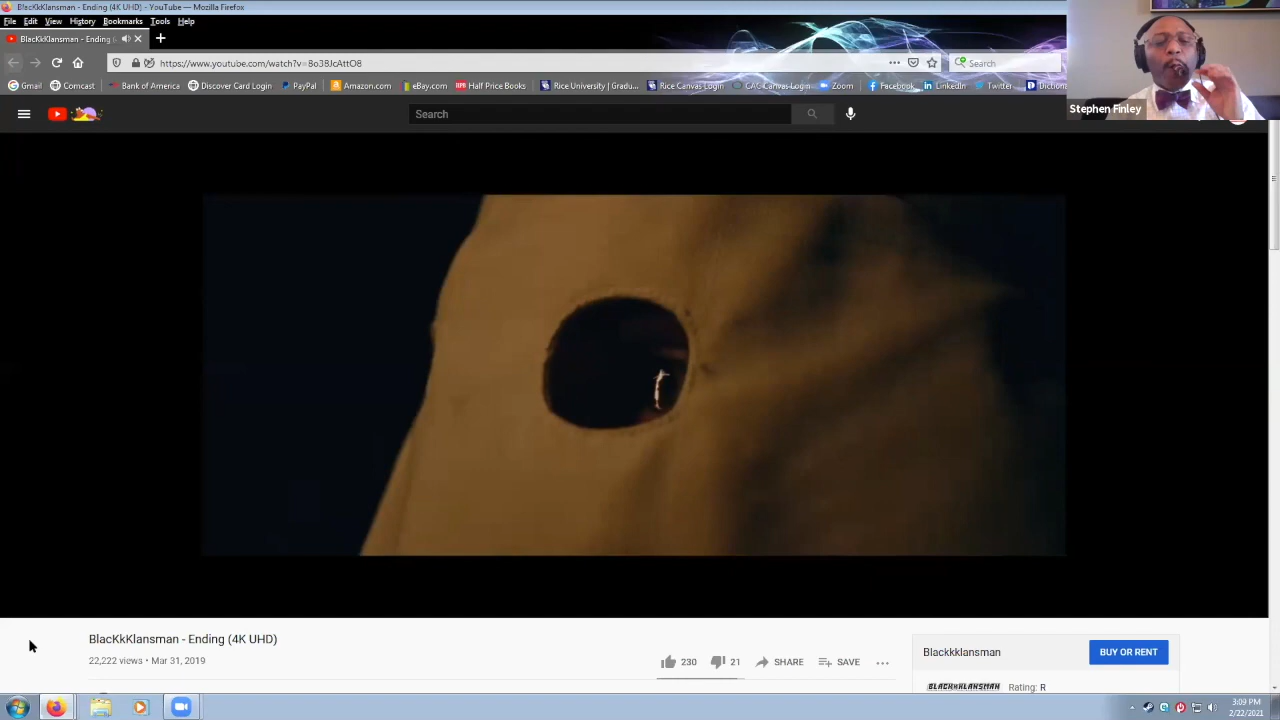 BlacKkKlansman - Ending (4K UHD) - YouTube — Mozilla Firefox
File Edit View History Bookmarks Tools Help
BlacKkKlansman - Ending (
https://www.youtube.com/watch?v=8o38JcAttO8
Search
Gmail Comcast Bank of America Discover Card Login PayPal Amazon.com eBay.com HPB Half Price Books Rice University | Gradu... Rice Canvas Login CAC Canvas Login Zoom Facebook LinkedIn Twitter
Stephen Finley
Search
BlacKkKlansman - Ending (4K UHD)
22,222 views • Mar 31, 2019
230 21 SHARE SAVE
Blackkklansman
BUY OR RENT
BLACKKKLANSMAN Rating: R
3:09 PM
2/22/2021